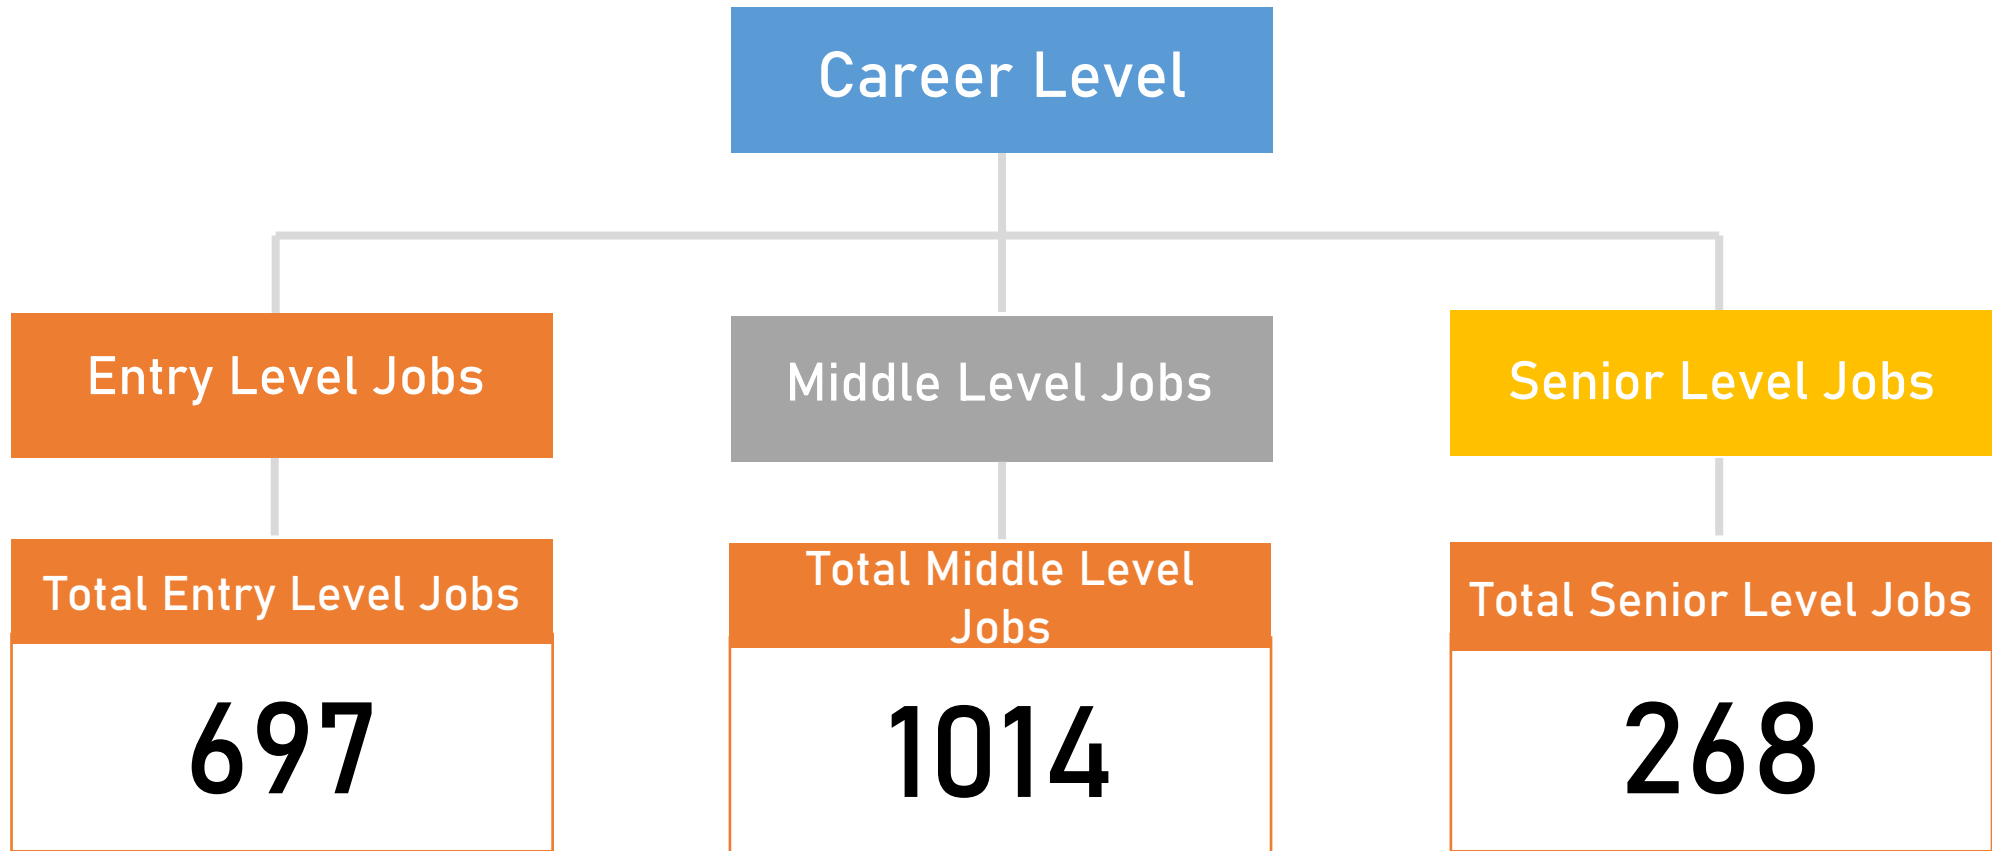 Career Level
Entry Level Jobs
Middle Level Jobs
Senior Level Jobs
Total Entry Level Jobs
697
Total Middle Level
Jobs
1014
Total Senior Level Jobs
268